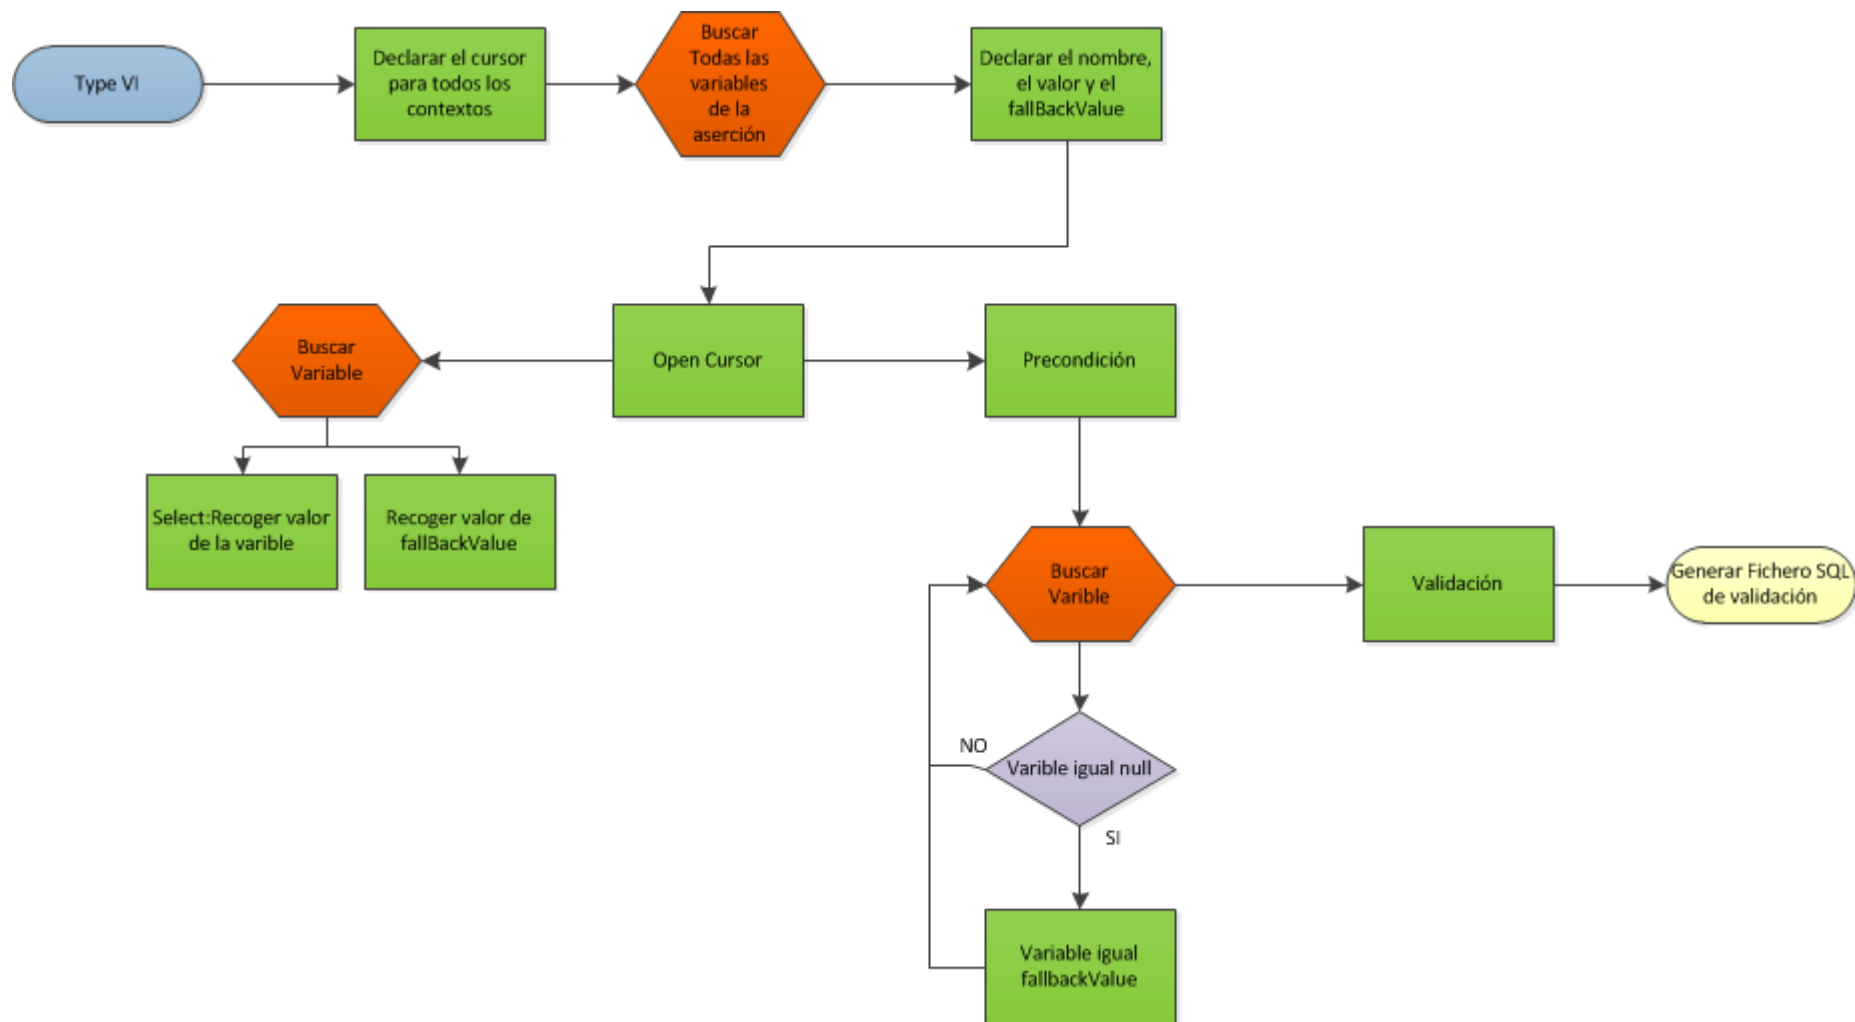 Type VI
Declarar el cursor
para todos los
contextos
Buscar
Todas las
variables
de la
aserción
Declarar el nombre,
el valor y el
fallBackValue
Buscar
Variable
Open Cursor
Precondición
Select:Recoger valor
de la varible
Recoger valor de
fallBackValue
Buscar
Varible
Validación
Generar Fichero SQL
de validación
NO
Varible igual null
SI
Variable igual
fallbackValue